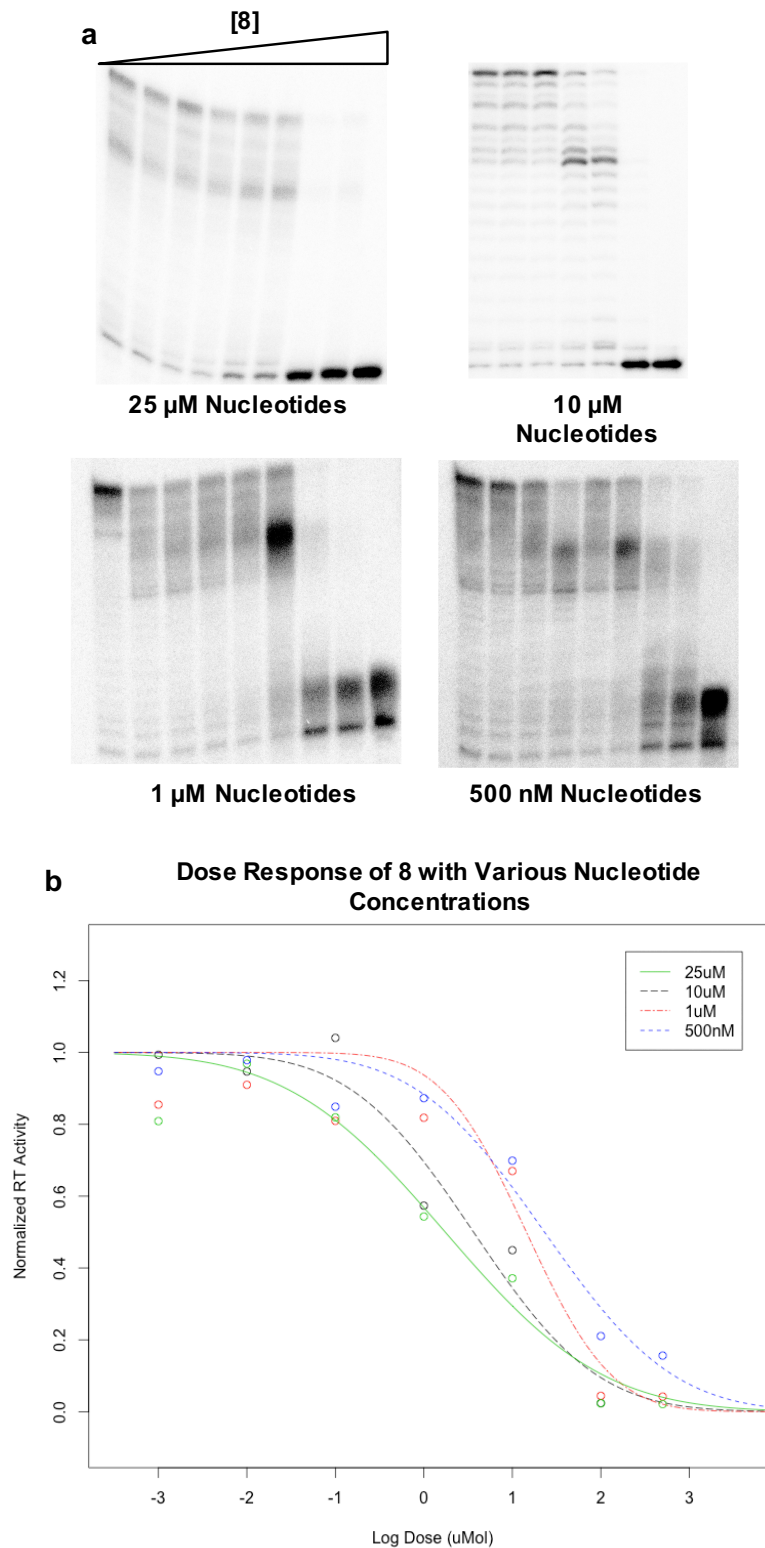 a
[8]
25 µM Nucleotides
10 µM
Nucleotides
1 µM Nucleotides
500 nM Nucleotides
b
Dose Response of 8 with Various Nucleotide
Concentrations
25uM
10uM
1uM
500nM
1.2
1.0
0.8
0.6
0.4
0.2
0.0
Normalized RT Activity
-3 -2 -1 0 1 2 3
Log Dose (uMol)